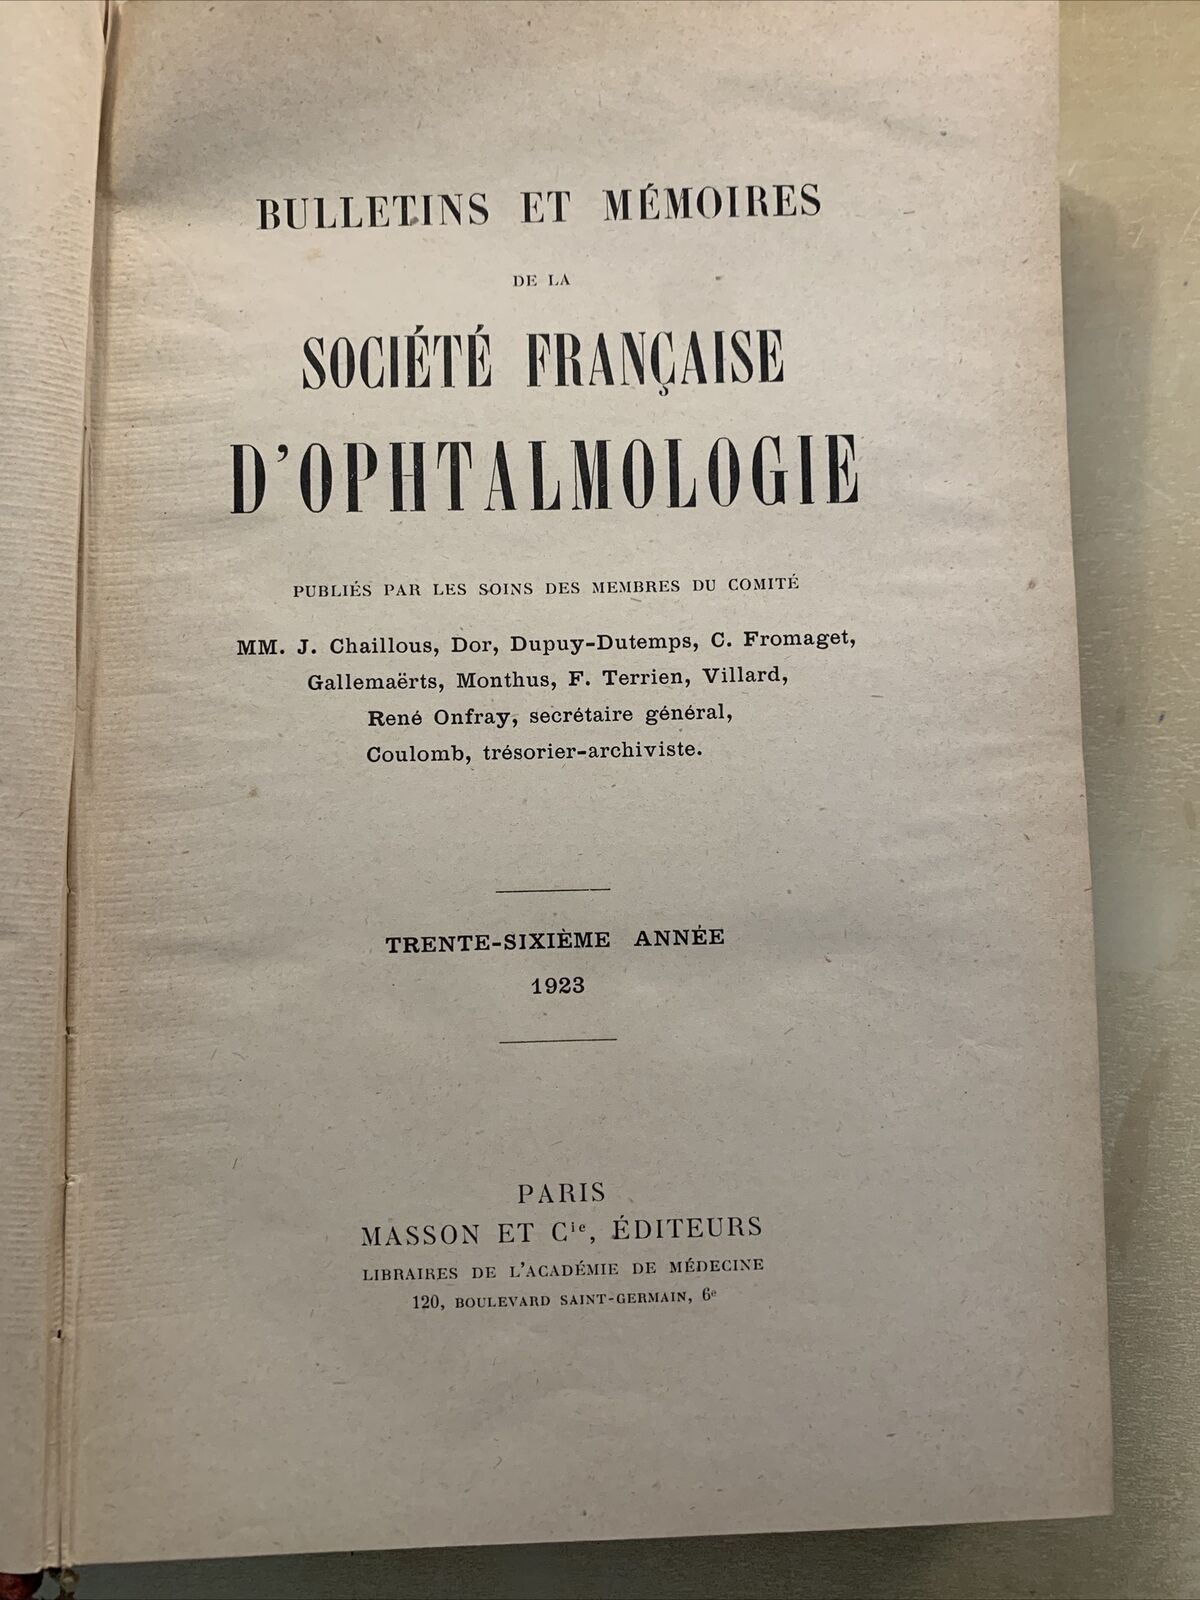 BULLETINS ET MÉMOIRES
DE LA
SOCIÉTÉ FRANÇAISE
D'OPHTALMOLOGIE
PUBLIÉS PAR LES SOINS DES MEMBRES DU COMITÉ
MM. J. Chaillous, Dor, Dupuy-Dutemps, C. Fromaget,
Gallemaërts, Monthus, F. Terrien, Villard,
René Onfray, secrétaire général,
Coulomb, trésorier-archiviste.
TRENTE-SIXIÈME ANNÉE
1923
PARIS
MASSON ET Cie, ÉDITEURS
LIBRAIRES DE L'ACADÉMIE DE MÉDECINE
120, BOULEVARD SAINT-GERMAIN, 6e